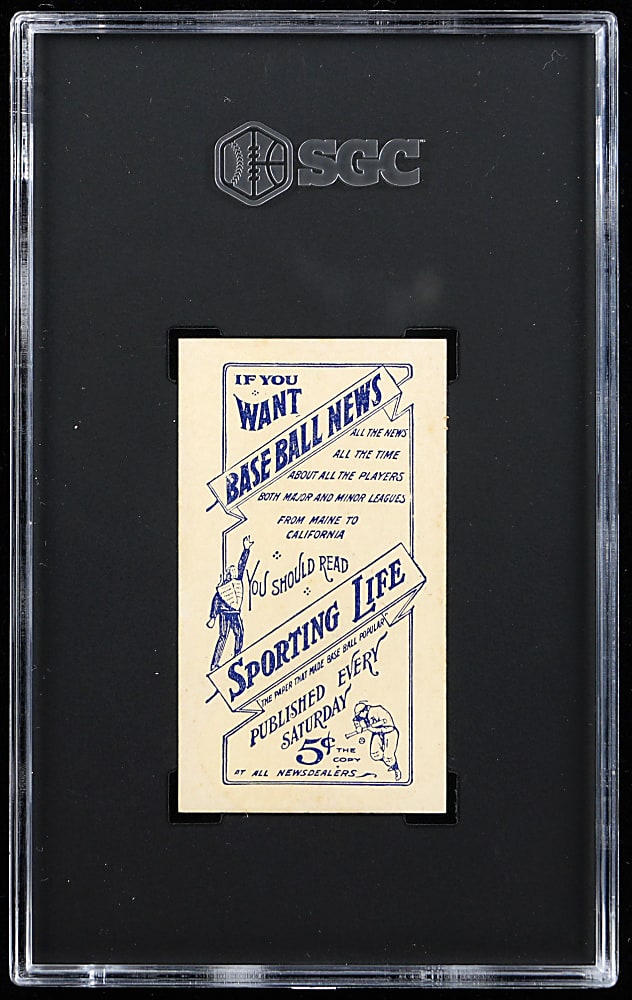 SGC
IF YOU
WANT
BASE BALL NEWS
ALL THE NEWS
ALL THE TIME
ABOUT ALL THE PLAYERS
BOTH MAJOR AND MINOR LEAGUES
FROM MAINE TO
CALIFORNIA
YOU SHOULD READ
SPORTING LIFE
THE PAPER THAT MADE BASE BALL POPULAR
PUBLISHED EVERY
SATURDAY
5¢ THE
COPY
AT ALL NEWSDEALERS